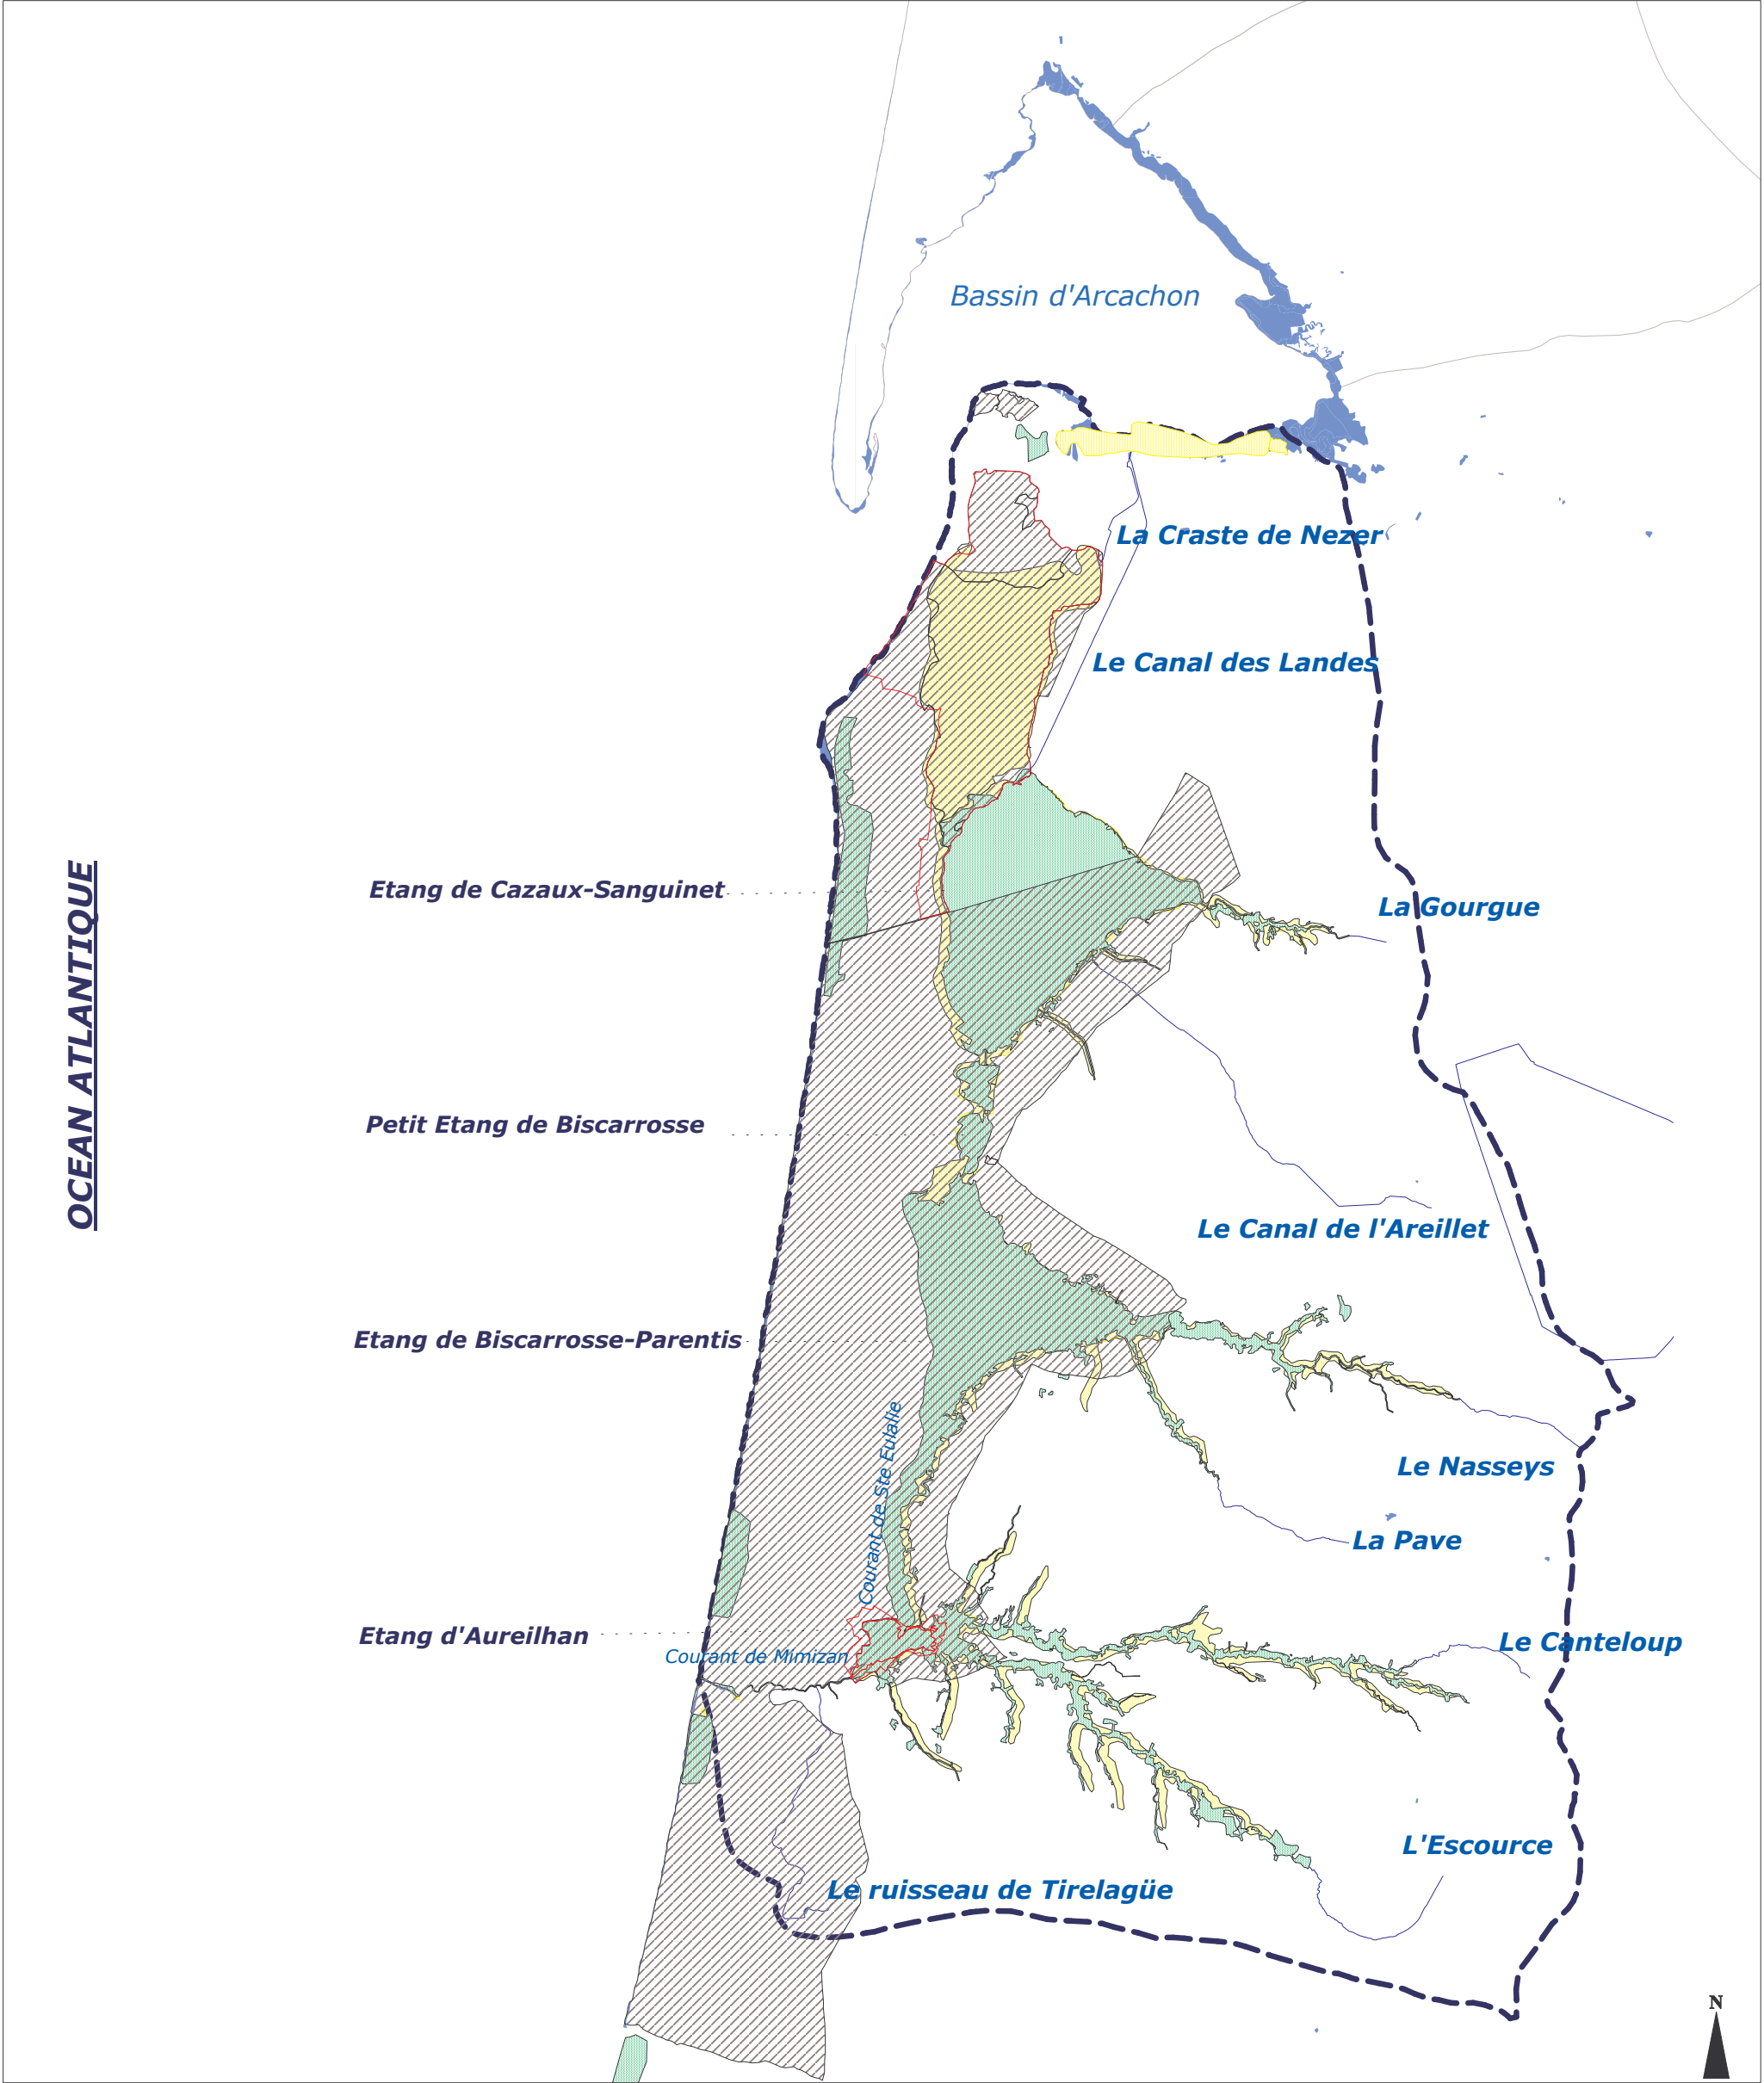 Bassin d'Arcachon
La Craste de Nezer
Le Canal des Landes
OCEAN ATLANTIQUE
Etang de Cazaux-Sanguinet
La Gourgue
Petit Etang de Biscarrosse
Le Canal de l'Areillet
Etang de Biscarrosse-Parentis
Courant de Ste Eulalie
Le Nasseys
La Pave
Etang d'Aureilhan
Le Canteloup
Courant de Mimizan
L'Escource
Le ruisseau de Tirelagüe
N